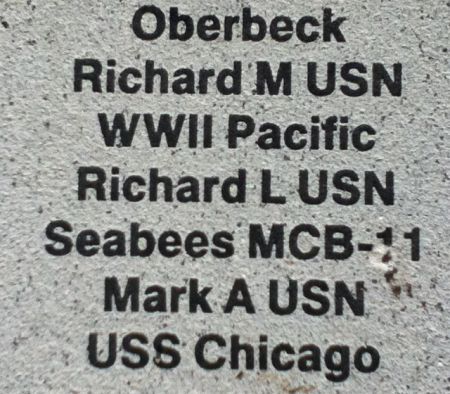 Oberbeck
Richard M USN
WWII Pacific
Richard L USN
Seabees MCB-11
Mark A USN
USS Chicago